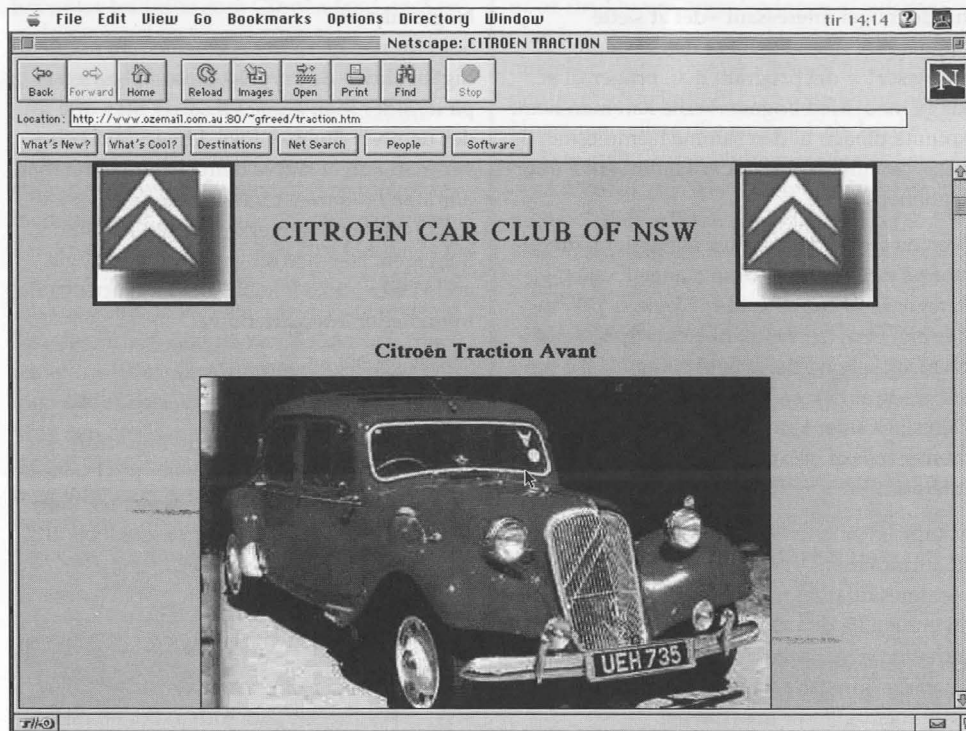 File Edit View Go Bookmarks Options Directory Window tir 14:14
Netscape: CITROEN TRACTION
Back Forward Home Reload Images Open Print Find Stop
N
Location: http://www.ozemail.com.au:80/~gfreed/traction.htm
What's New? What's Cool? Destinations Net Search People Software
CITROEN CAR CLUB OF NSW
Citroën Traction Avant
UEH 735